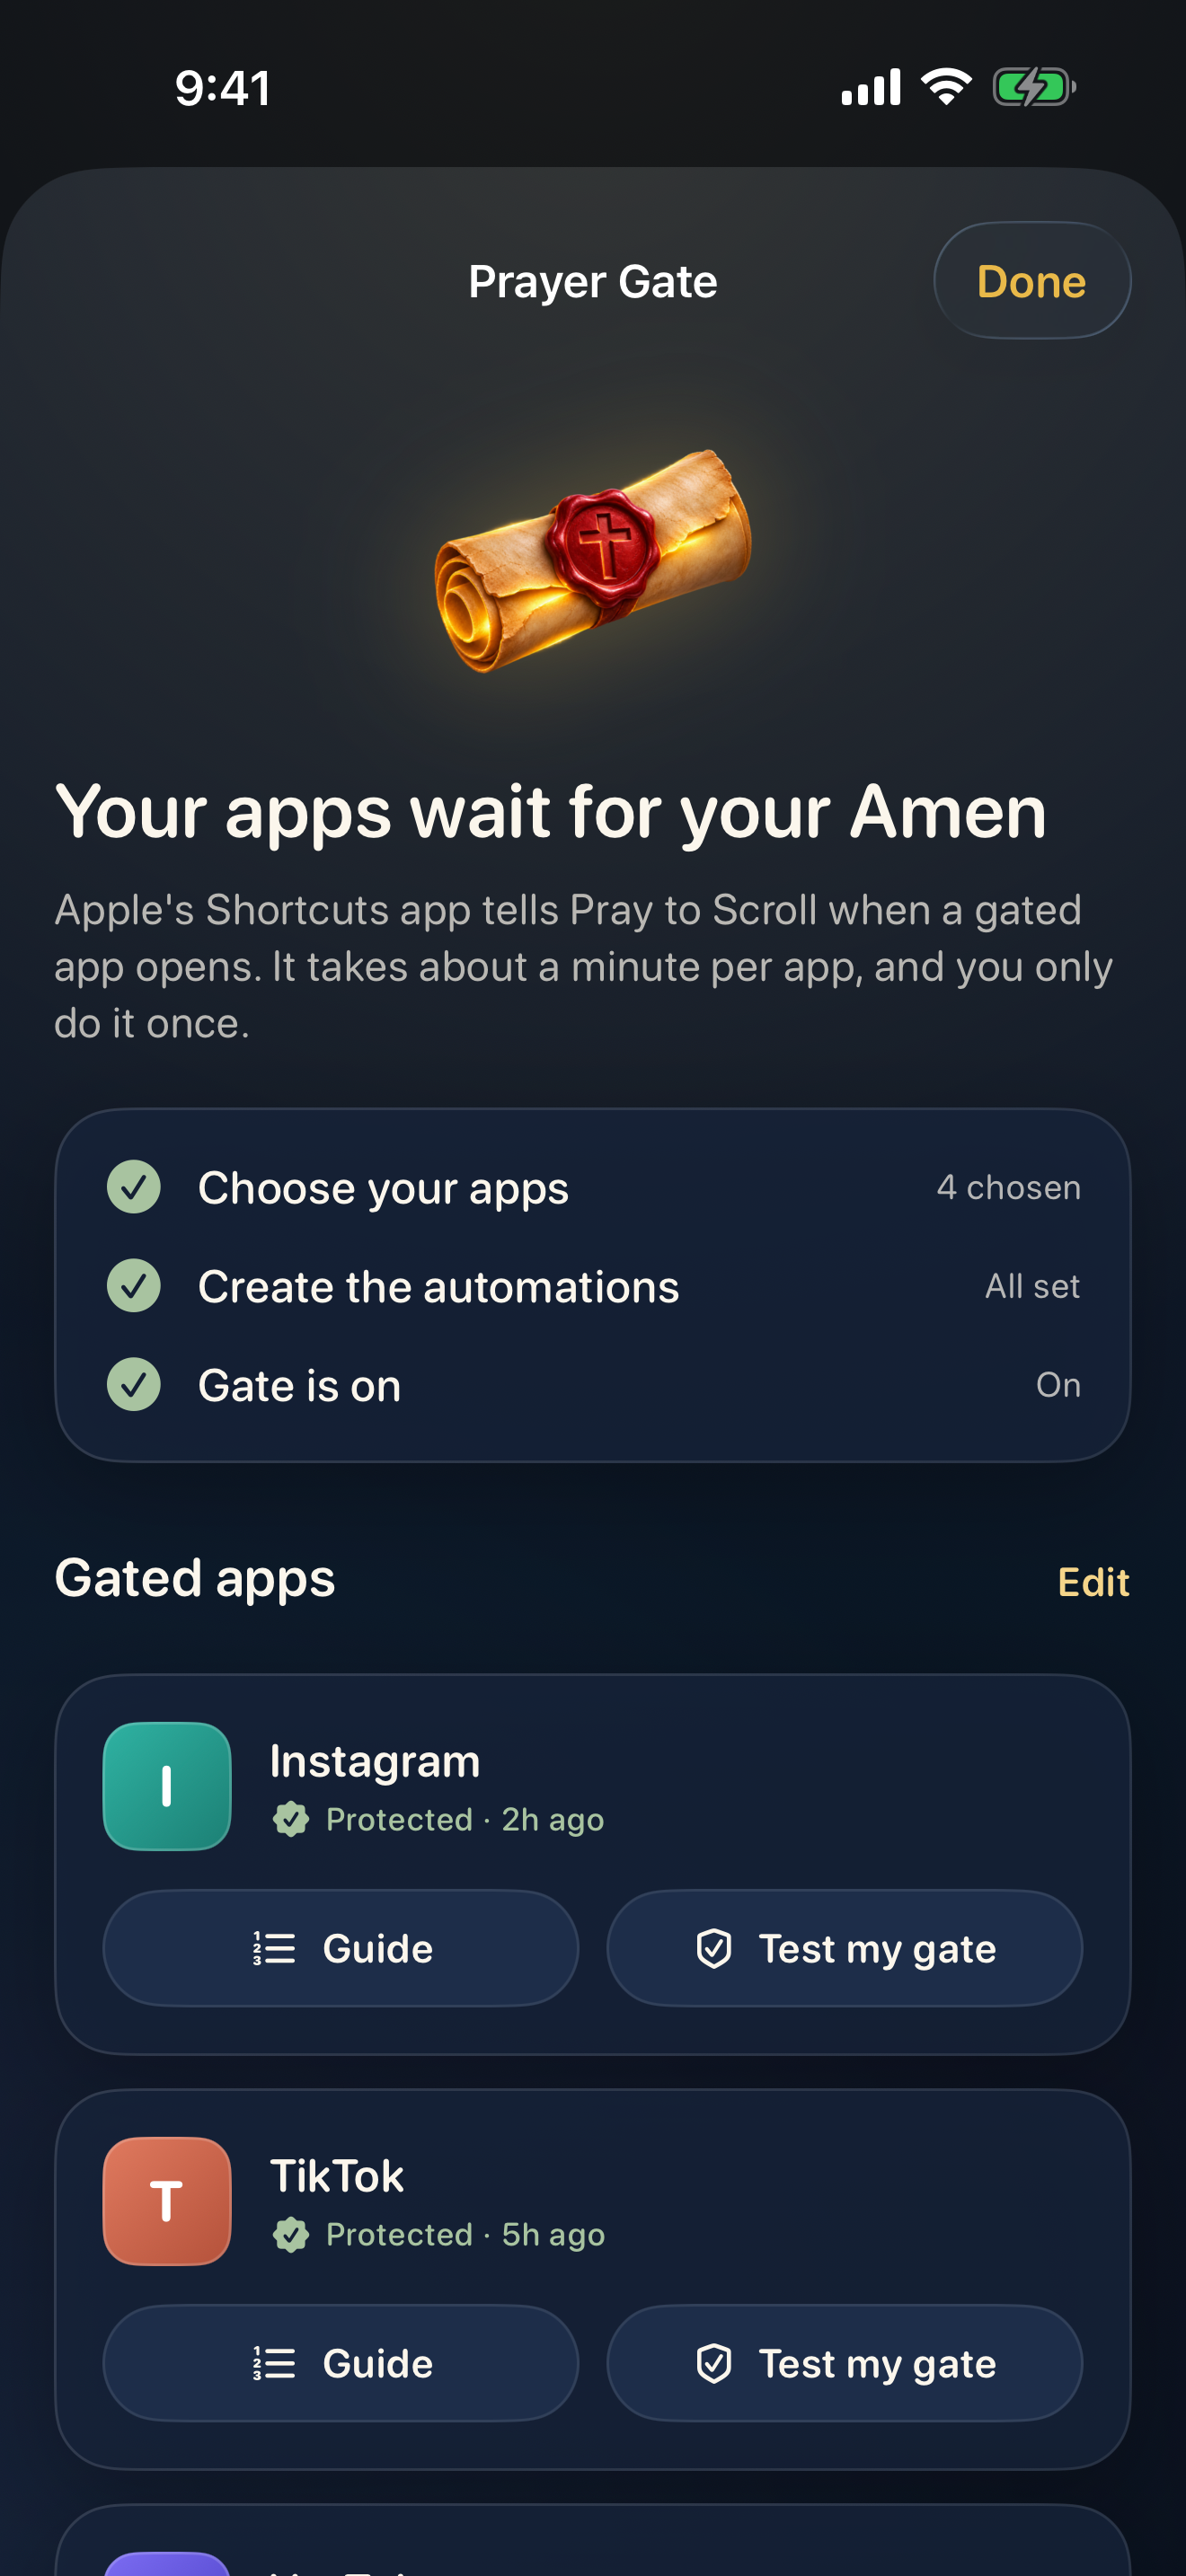 9:41
Prayer Gate
Done
Your apps wait for your Amen
Apple's Shortcuts app tells Pray to Scroll when a gated
app opens. It takes about a minute per app, and you only
do it once.
Choose your apps
4 chosen
Create the automations
All set
Gate is on
On
Gated apps
Edit
I
Instagram
Protected · 2h ago
Guide
Test my gate
T
TikTok
Protected · 5h ago
Guide
Test my gate